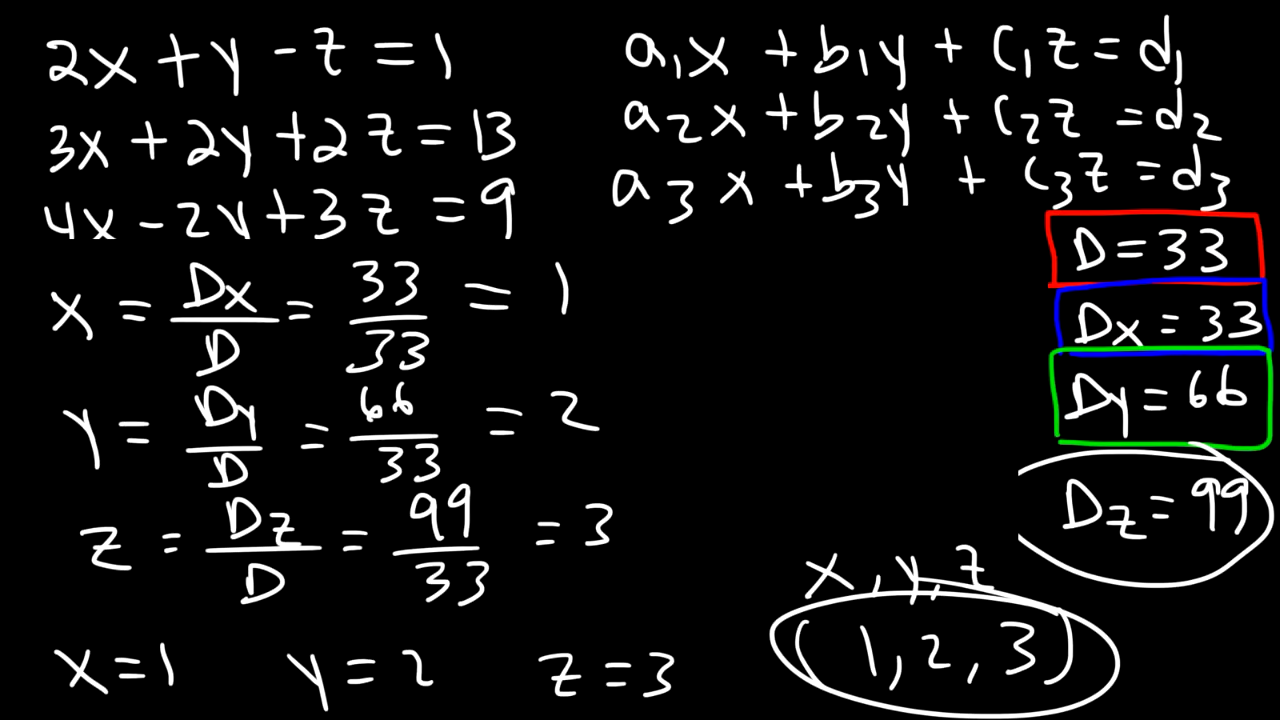 2x + y - z = 1
3x + 2y + 2z = 13
4x - 2y + 3z = 9
a₁x + b₁y + c₁z = d₁
a₂x + b₂y + c₂z = d₂
a₃x + b₃y + c₃z = d₃
D = 33
Dx = 33
Dy = 66
Dz = 99
x = Dx/D = 33/33 = 1
y = Dy/D = 66/33 = 2
z = Dz/D = 99/33 = 3
x = 1 y = 2 z = 3
x, y, z
(1, 2, 3)